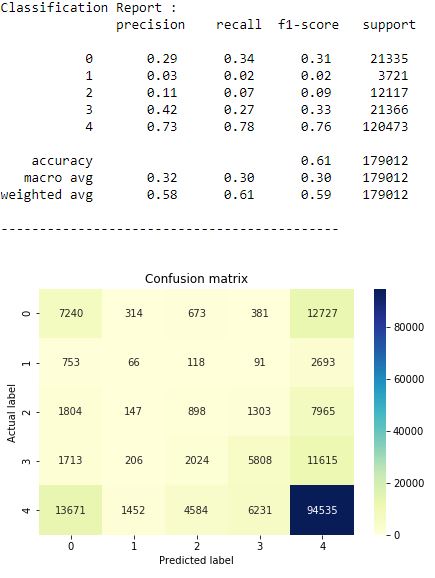 Classification Report :
precision recall f1-score support
0 0.29 0.34 0.31 21335
1 0.03 0.02 0.02 3721
2 0.11 0.07 0.09 12117
3 0.42 0.27 0.33 21366
4 0.73 0.78 0.76 120473
accuracy 0.61 179012
macro avg 0.32 0.30 0.30 179012
weighted avg 0.58 0.61 0.59 179012
----------------------------------------
Confusion matrix
0 7240 314 673 381 12727
1 753 66 118 91 2693
2 1804 147 898 1303 7965
3 1713 206 2024 5808 11615
4 13671 1452 4584 6231 94535
0 1 2 3 4
Actual label
Predicted label
80000
60000
40000
20000
0